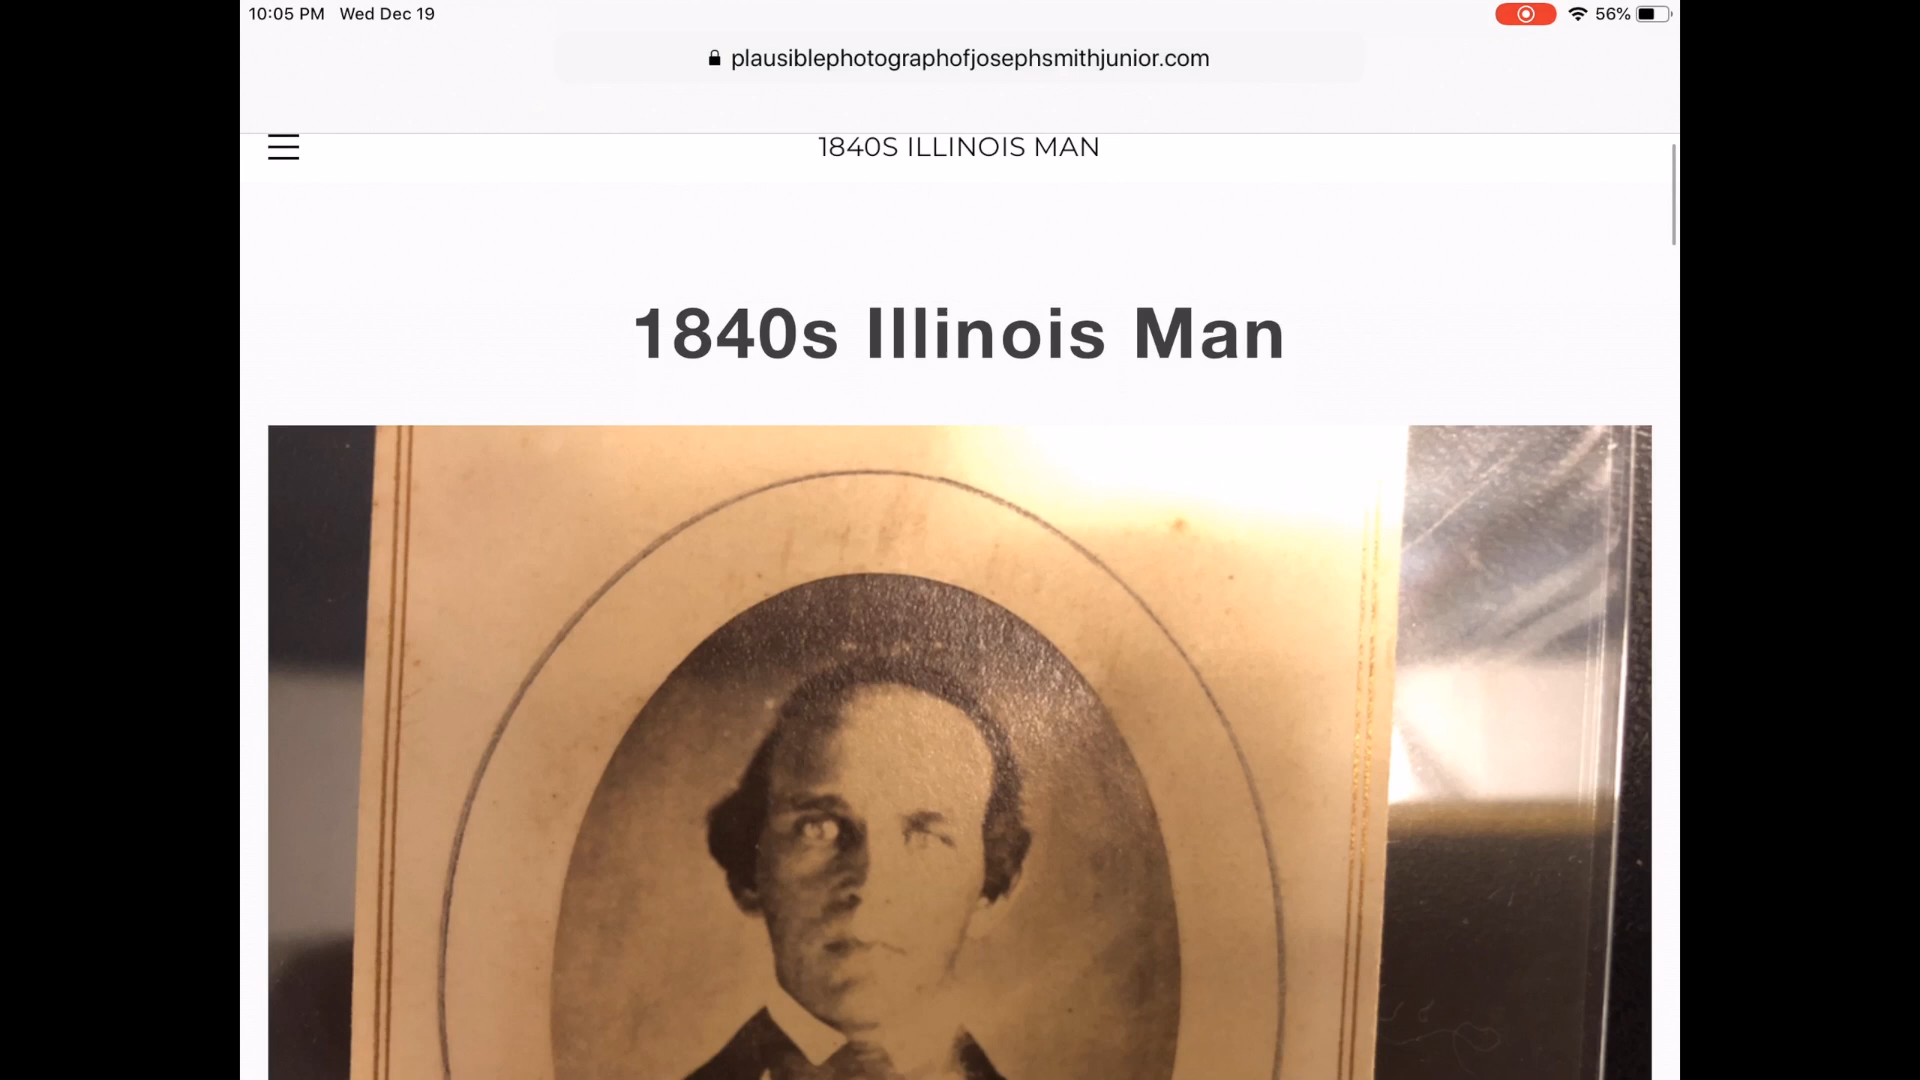 10:05 PM Wed Dec 19
56%
plausiblephotographofjosephsmithjunior.com
1840S ILLINOIS MAN
1840s Illinois Man